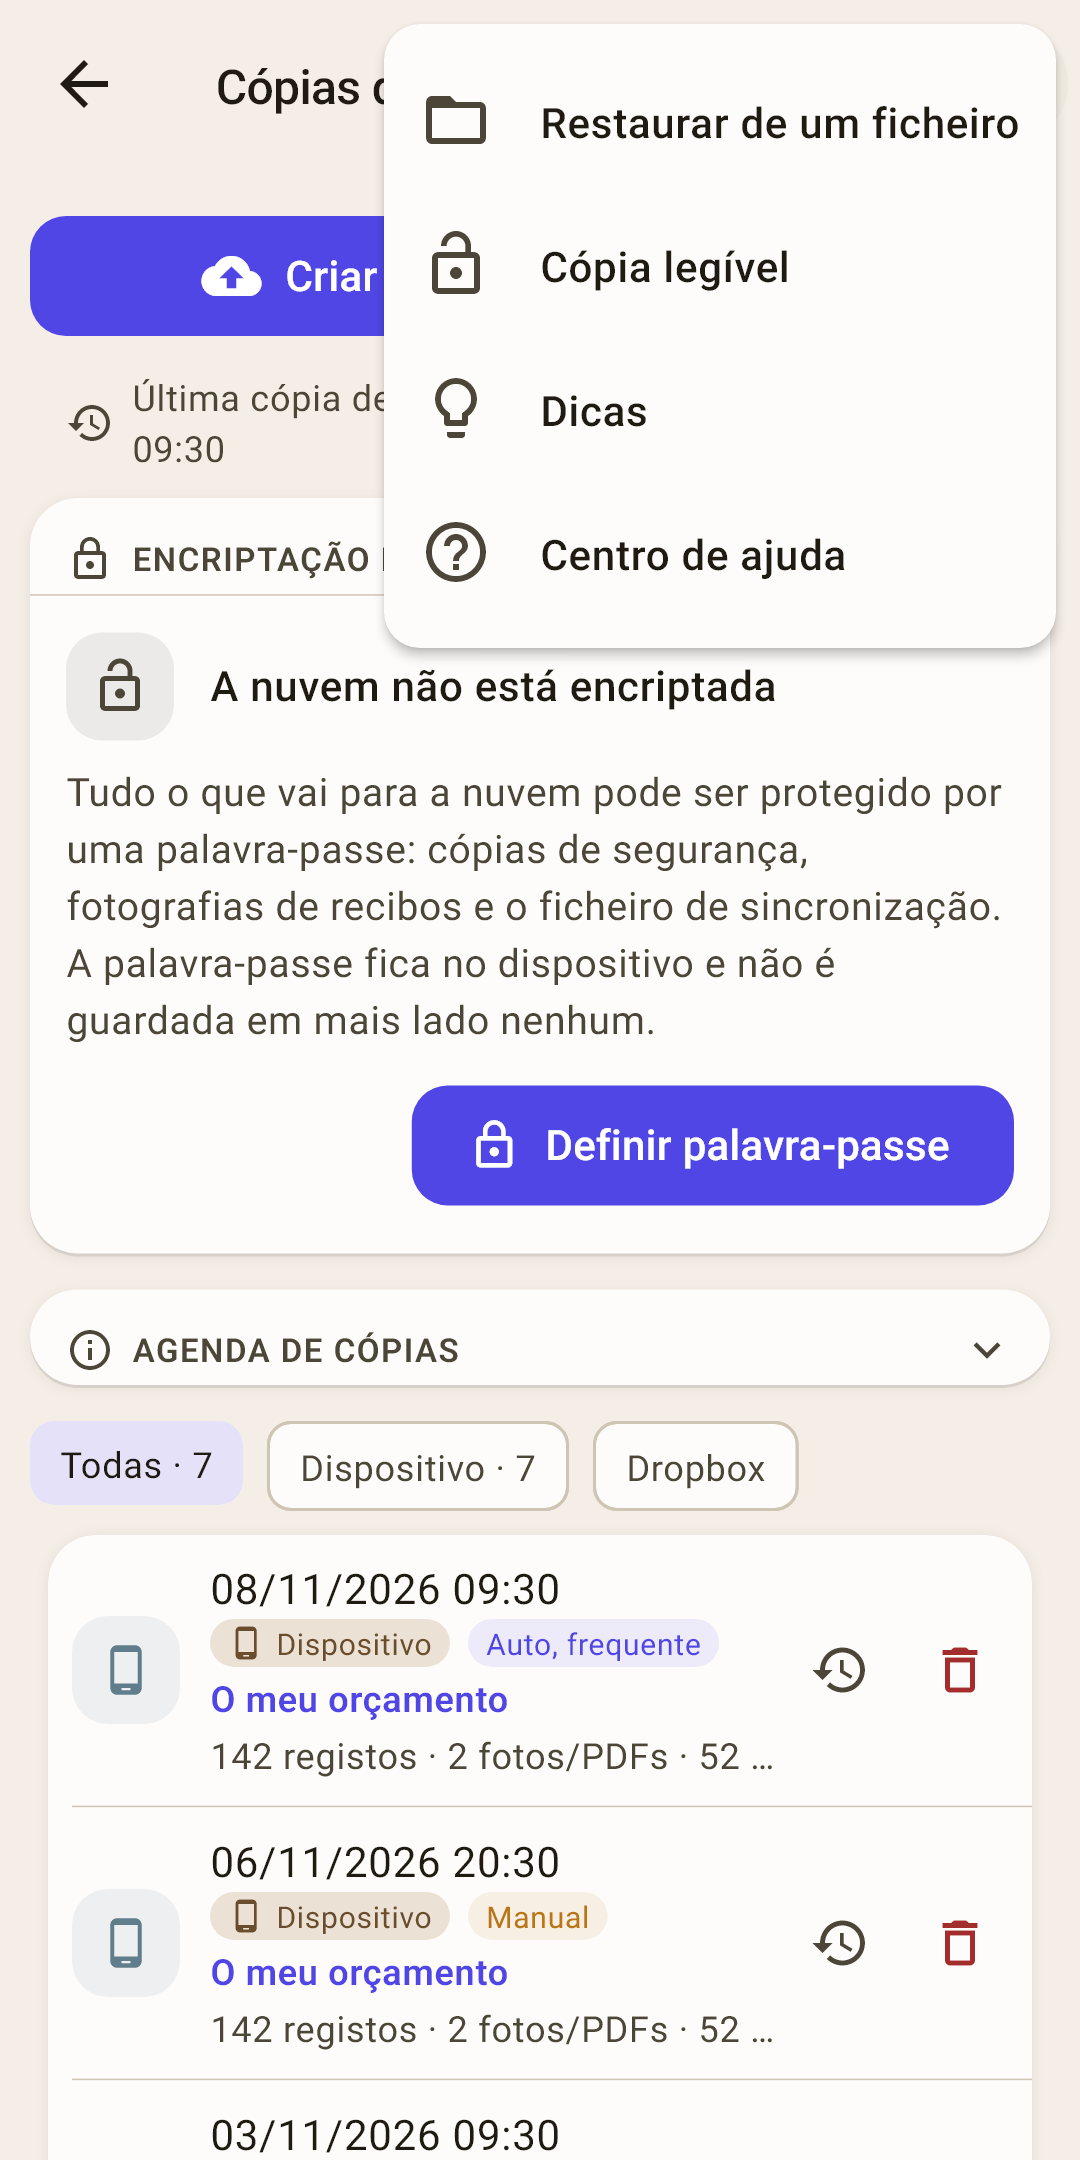 Cópias
Restaurar de um ficheiro
Cópia legível
Dicas
Centro de ajuda
Criar
Última cópia de
09:30
ENCRIPTAÇÃO
A nuvem não está encriptada
Tudo o que vai para a nuvem pode ser protegido por
uma palavra-passe: cópias de segurança,
fotografias de recibos e o ficheiro de sincronização.
A palavra-passe fica no dispositivo e não é
guardada em mais lado nenhum.
Definir palavra-passe
AGENDA DE CÓPIAS
Todas · 7
Dispositivo · 7
Dropbox
08/11/2026 09:30
Dispositivo
Auto, frequente
O meu orçamento
142 registos · 2 fotos/PDFs · 52 …
06/11/2026 20:30
Dispositivo
Manual
O meu orçamento
142 registos · 2 fotos/PDFs · 52 …
03/11/2026 09:30